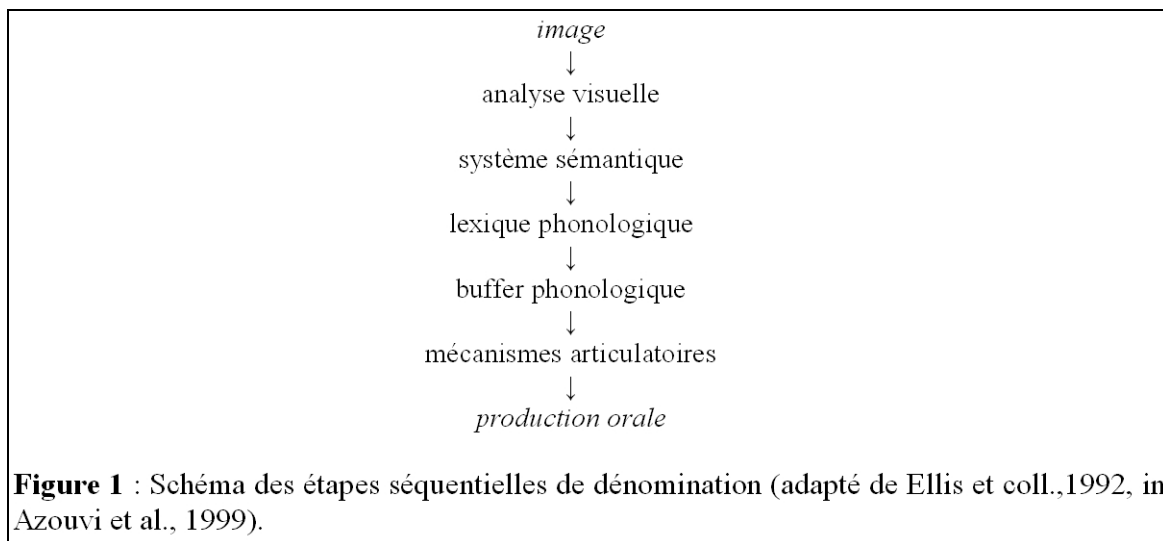 image
↓
analyse visuelle
↓
système sémantique
↓
lexique phonologique
↓
buffer phonologique
↓
mécanismes articulatoires
↓
production orale
Figure 1 : Schéma des étapes séquentielles de dénomination (adapté de Ellis et coll.,1992, in
Azouvi et al., 1999).